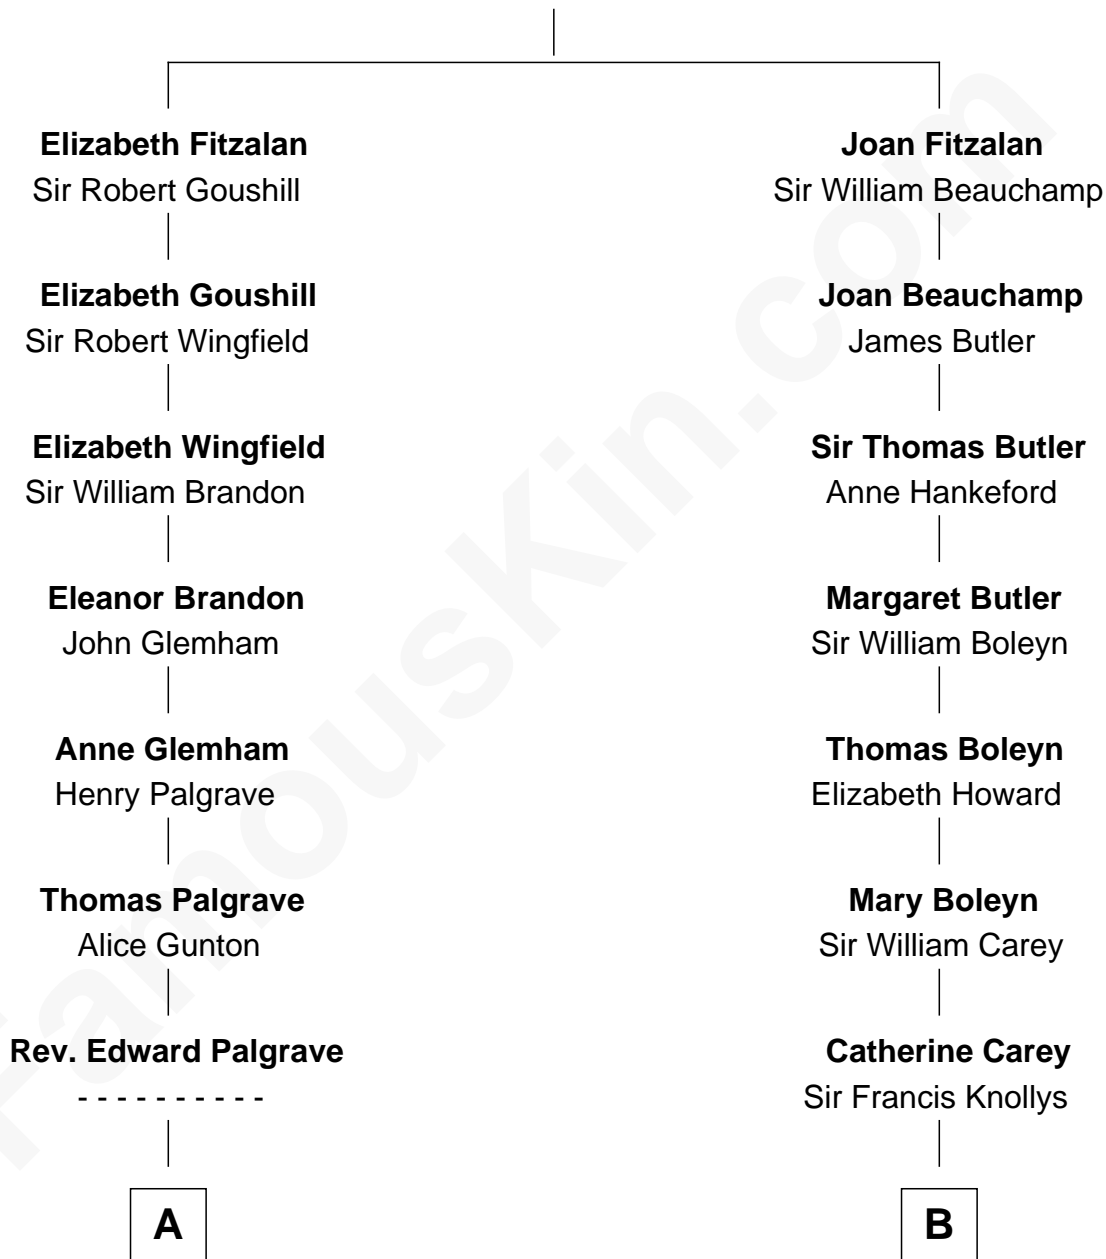 Elizabeth Fitzalan
Sir Robert Goushill
Elizabeth Goushill
Sir Robert Wingfield
Elizabeth Wingfield
Sir William Brandon
Eleanor Brandon
John Glemham
Anne Glemham
Henry Palgrave
Thomas Palgrave
Alice Gunton
Rev. Edward Palgrave
- - - - - - - - - -
A
Joan Fitzalan
Sir William Beauchamp
Joan Beauchamp
James Butler
Sir Thomas Butler
Anne Hankeford
Margaret Butler
Sir William Boleyn
Thomas Boleyn
Elizabeth Howard
Mary Boleyn
Sir William Carey
Catherine Carey
Sir Francis Knollys
B
FamousKin.com